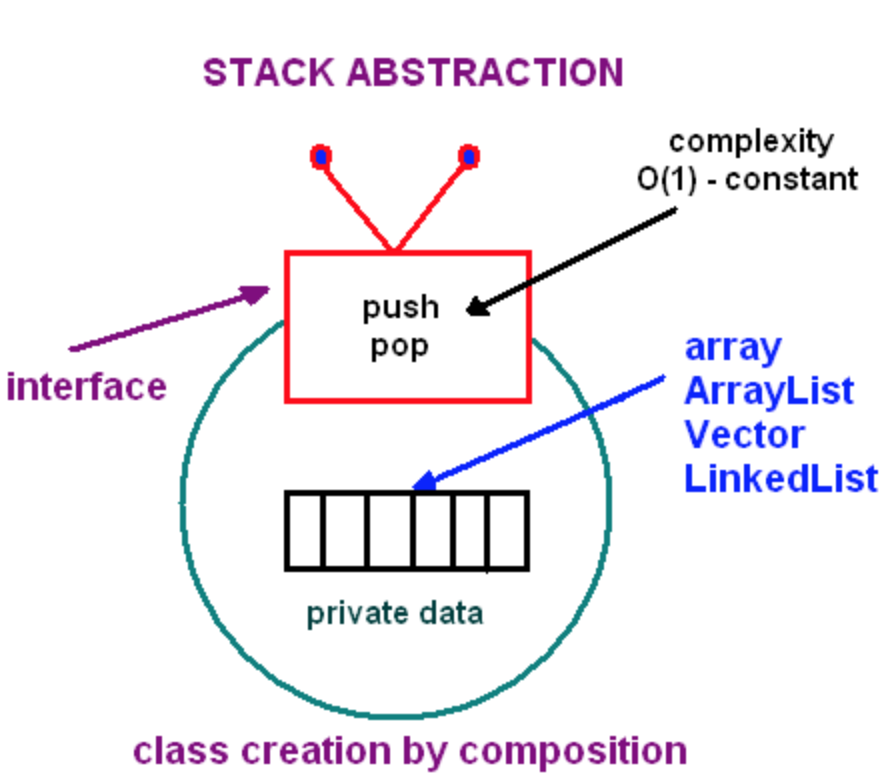 STACK ABSTRACTION
complexity
O(1) - constant
push
pop
interface
array
ArrayList
Vector
LinkedList
private data
class creation by composition